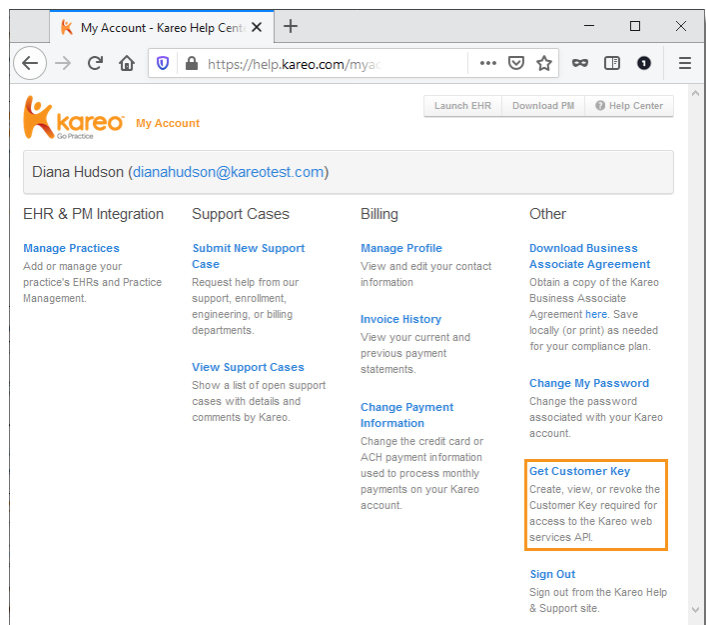 My Account - Kareo Help Cent
https://help.kareo.com/myac
Launch EHR
Download PM
Help Center
kareo
Go Practice
My Account
Diana Hudson (dianahudson@kareotest.com)
EHR & PM Integration
Manage Practices
Add or manage your
practice's EHRs and Practice
Management.
Support Cases
Submit New Support
Case
Request help from our
support, enrollment,
engineering, or billing
departments.
View Support Cases
Show a list of open support
cases with details and
comments by Kareo.
Billing
Manage Profile
View and edit your contact
information
Invoice History
View your current and
previous payment
statements.
Change Payment
Information
Change the credit card or
ACH payment information
used to process monthly
payments on your Kareo
account.
Other
Download Business
Associate Agreement
Obtain a copy of the Kareo
Business Associate
Agreement here. Save
locally (or print) as needed
for your compliance plan.
Change My Password
Change the password
associated with your Kareo
account.
Get Customer Key
Create, view, or revoke the
Customer Key required for
access to the Kareo web
services API.
Sign Out
Sign out from the Kareo Help
& Support site.